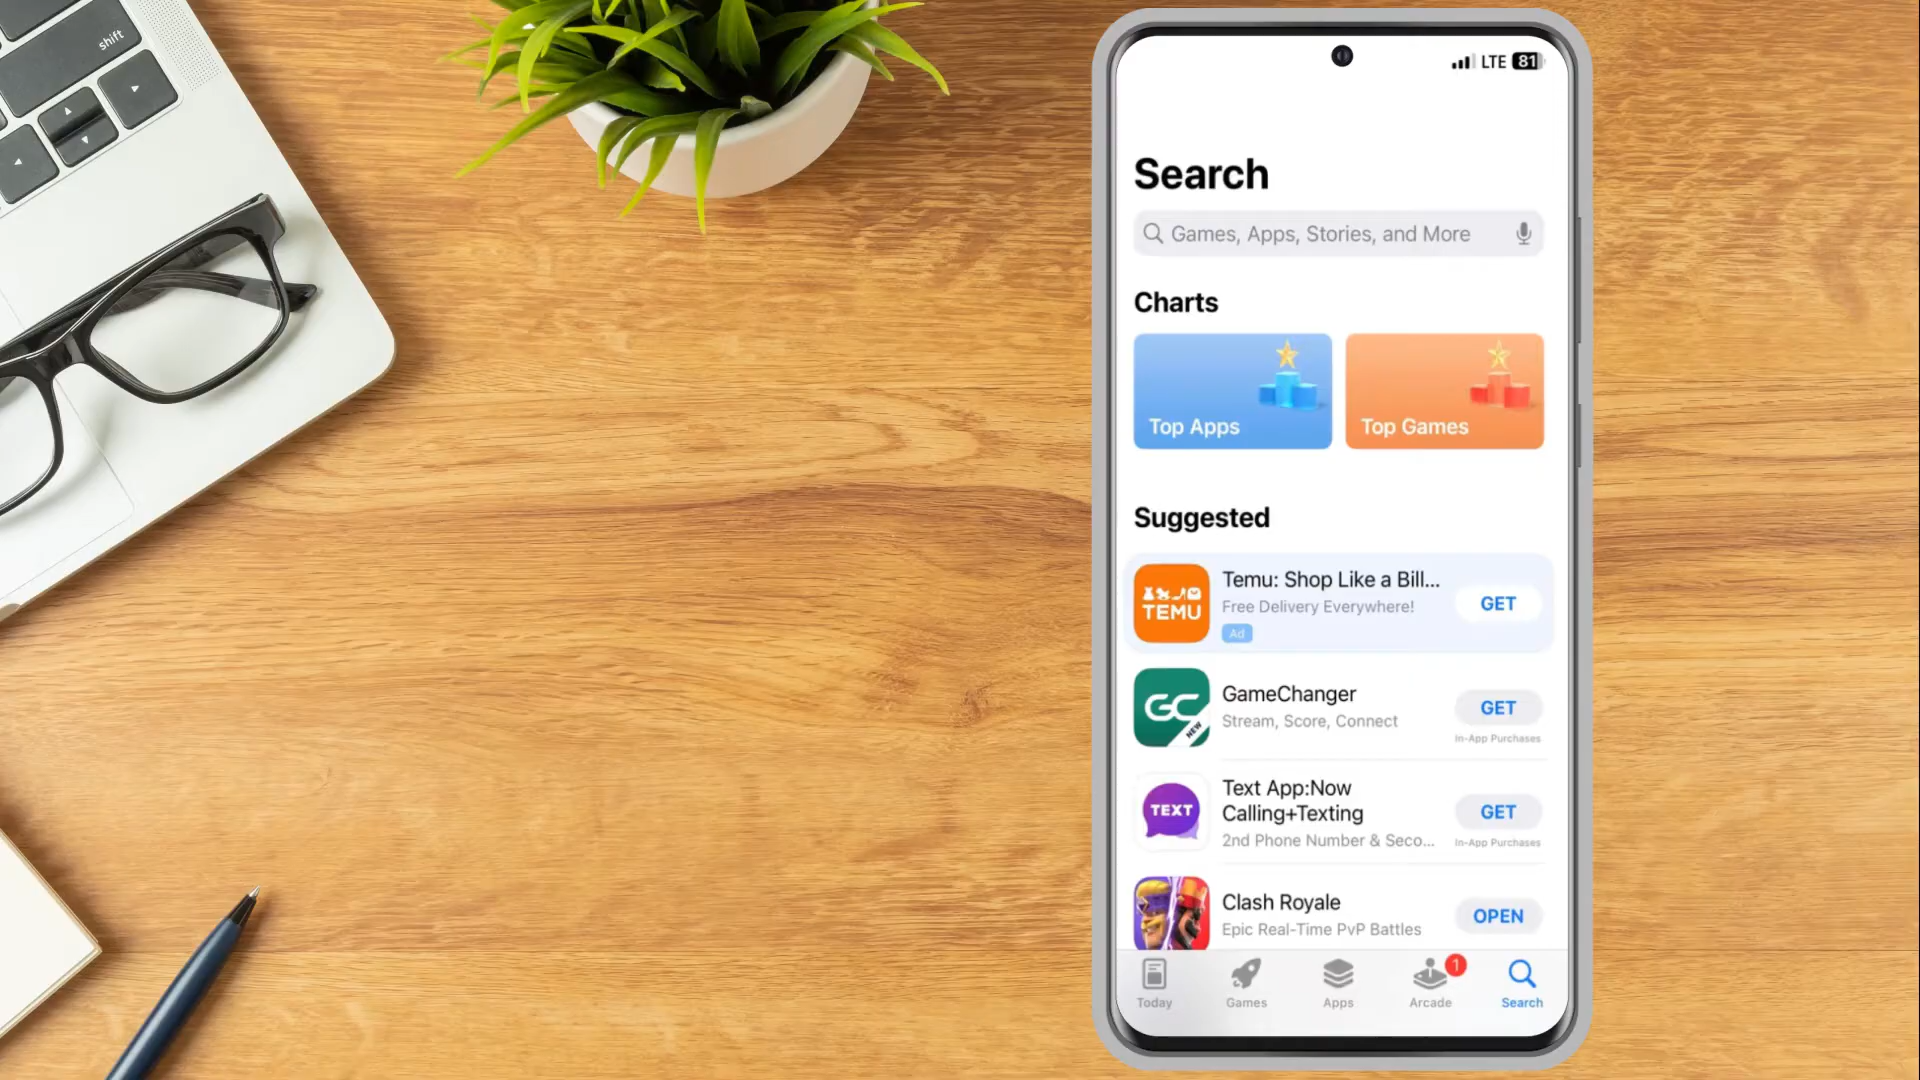 shift
LTE 81
Search
Games, Apps, Stories, and More
Charts
Top Apps
Top Games
Suggested
TEMU
Temu: Shop Like a Bill...
Free Delivery Everywhere!
Ad
GET
GC
NEW
GameChanger
Stream, Score, Connect
GET
In-App Purchases
TEXT
Text App:Now
Calling+Texting
2nd Phone Number & Seco...
GET
In-App Purchases
Clash Royale
Epic Real-Time PvP Battles
OPEN
Today
Games
Apps
1
Arcade
Search